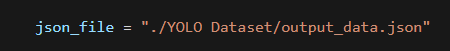 json_file = "./YOLO Dataset/output_data.json"